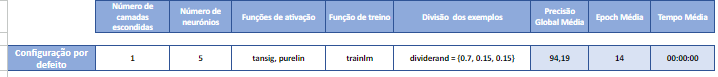 Número de camadas escondidas
Número de neurónios
Funções de ativação
Função de treino
Divisão dos exemplos
Precisão Global Média
Epoch Média
Tempo Média
Configuração por defeito
1
5
tansig, purelin
trainlm
dividerand = {0.7, 0.15, 0.15}
94,19
14
00:00:00